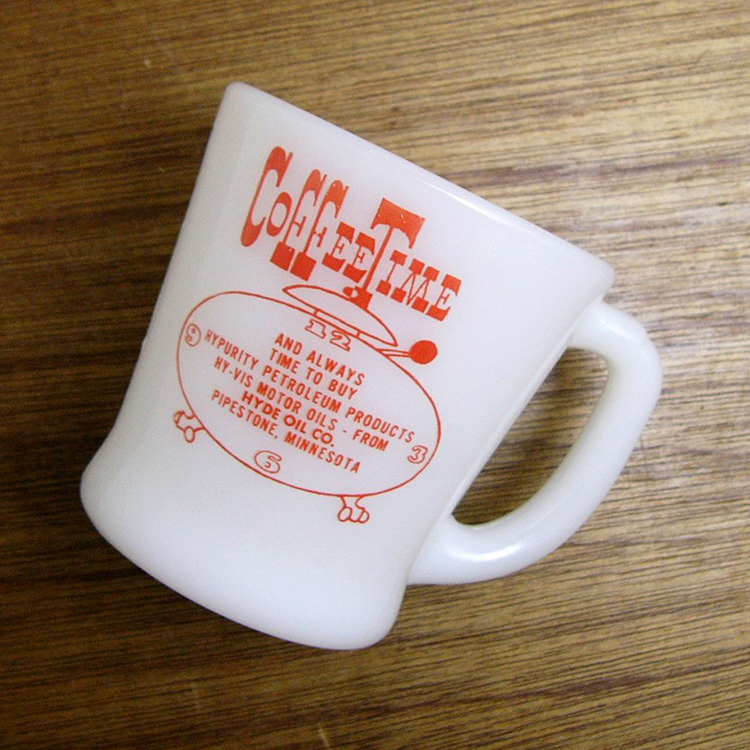 COFFEE TIME
12
AND ALWAYS
TIME TO BUY
9
HYPURITY PETROLEUM PRODUCTS
HY-VIS MOTOR OILS - FROM
HYDE OIL CO.
PIPESTONE, MINNESOTA
3
6